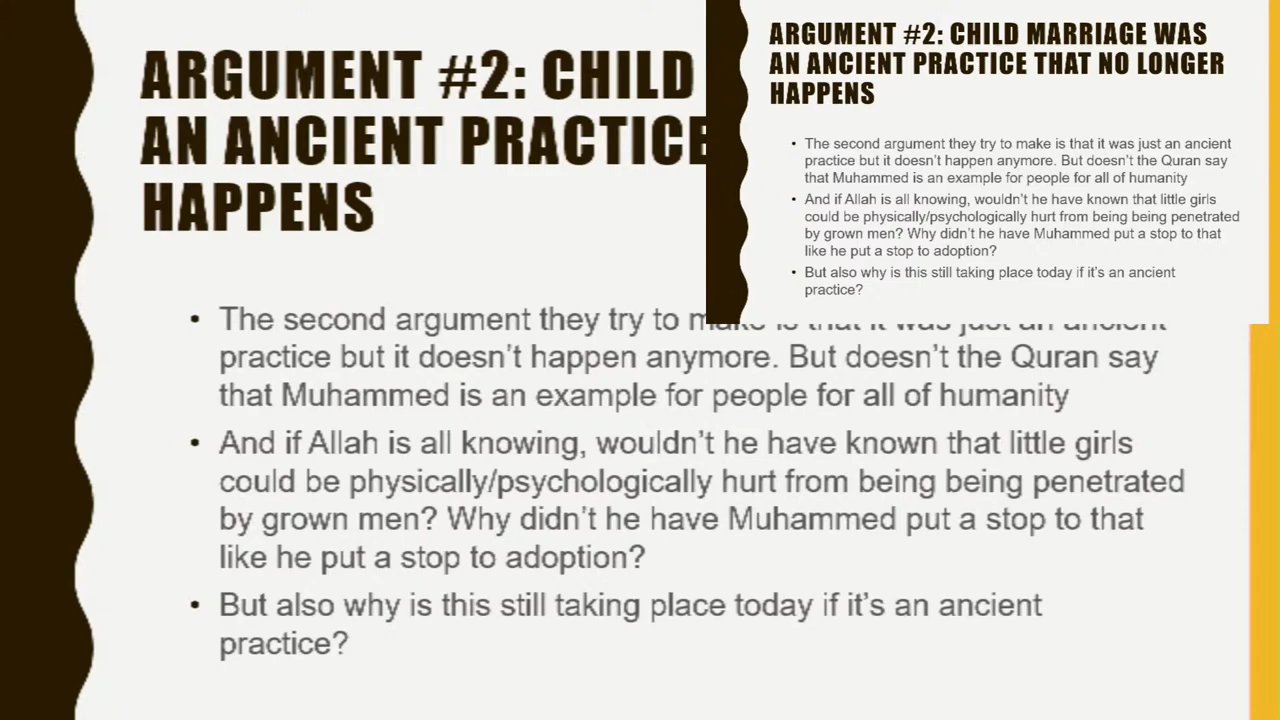 ARGUMENT #2: CHILD
AN ANCIENT PRACTICE
HAPPENS
The second argument they try to make is that it was just an ancient
practice but it doesn't happen anymore. But doesn't the Quran say
that Muhammed is an example for people for all of humanity
And if Allah is all knowing, wouldn't he have known that little girls
could be physically/psychologically hurt from being being penetrated
by grown men? Why didn't he have Muhammed put a stop to that
like he put a stop to adoption?
But also why is this still taking place today if it's an ancient
practice?
ARGUMENT #2: CHILD MARRIAGE WAS
AN ANCIENT PRACTICE THAT NO LONGER
HAPPENS
The second argument they try to make is that it was just an ancient
practice but it doesn't happen anymore. But doesn't the Quran say
that Muhammed is an example for people for all of humanity
And if Allah is all knowing, wouldn't he have known that little girls
could be physically/psychologically hurt from being being penetrated
by grown men? Why didn't he have Muhammed put a stop to that
like he put a stop to adoption?
But also why is this still taking place today if it's an ancient
practice?